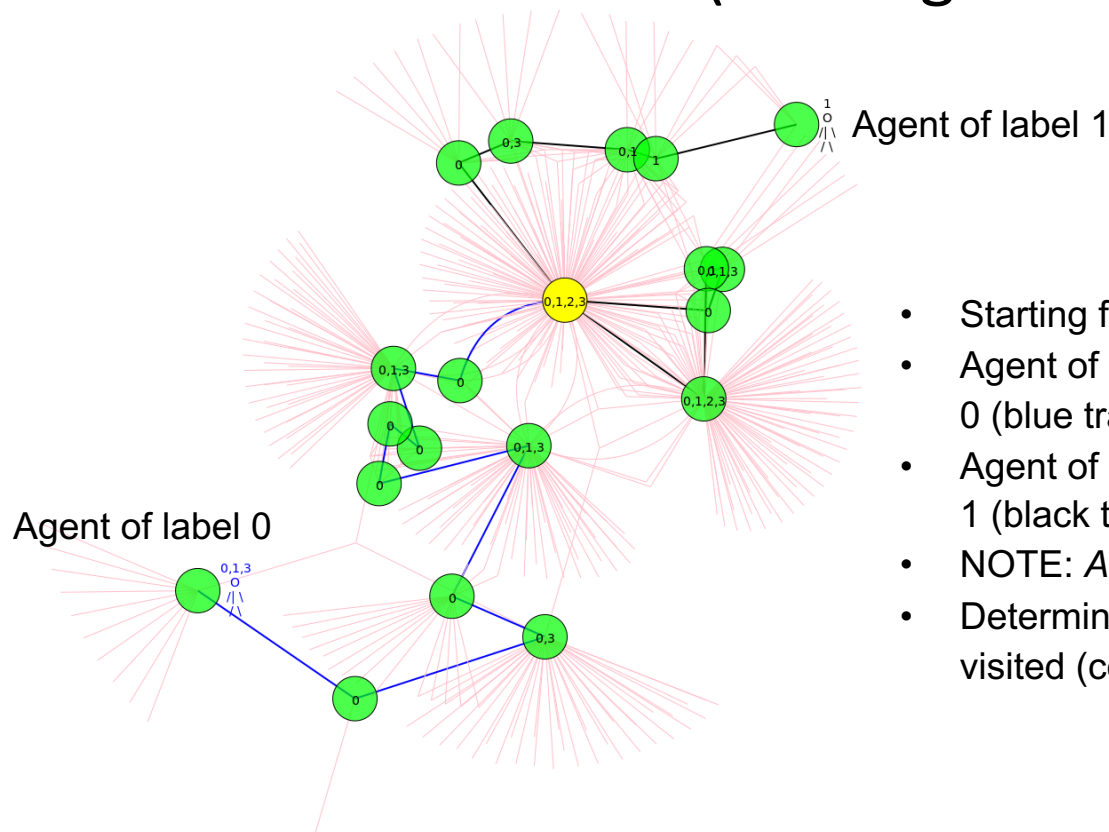 1
Agent of label 1
0,3
0,1
1
0
0,1,3
0
0,1,2,3
0,1,3
0
0,1,2,3
0
0,1,3
0
0
Agent of label 0
0,1,3
0
0,3
0
• Starting f
• Agent of
0 (blue tra
• Agent of
1 (black t
• NOTE: A
• Determin
visited (c